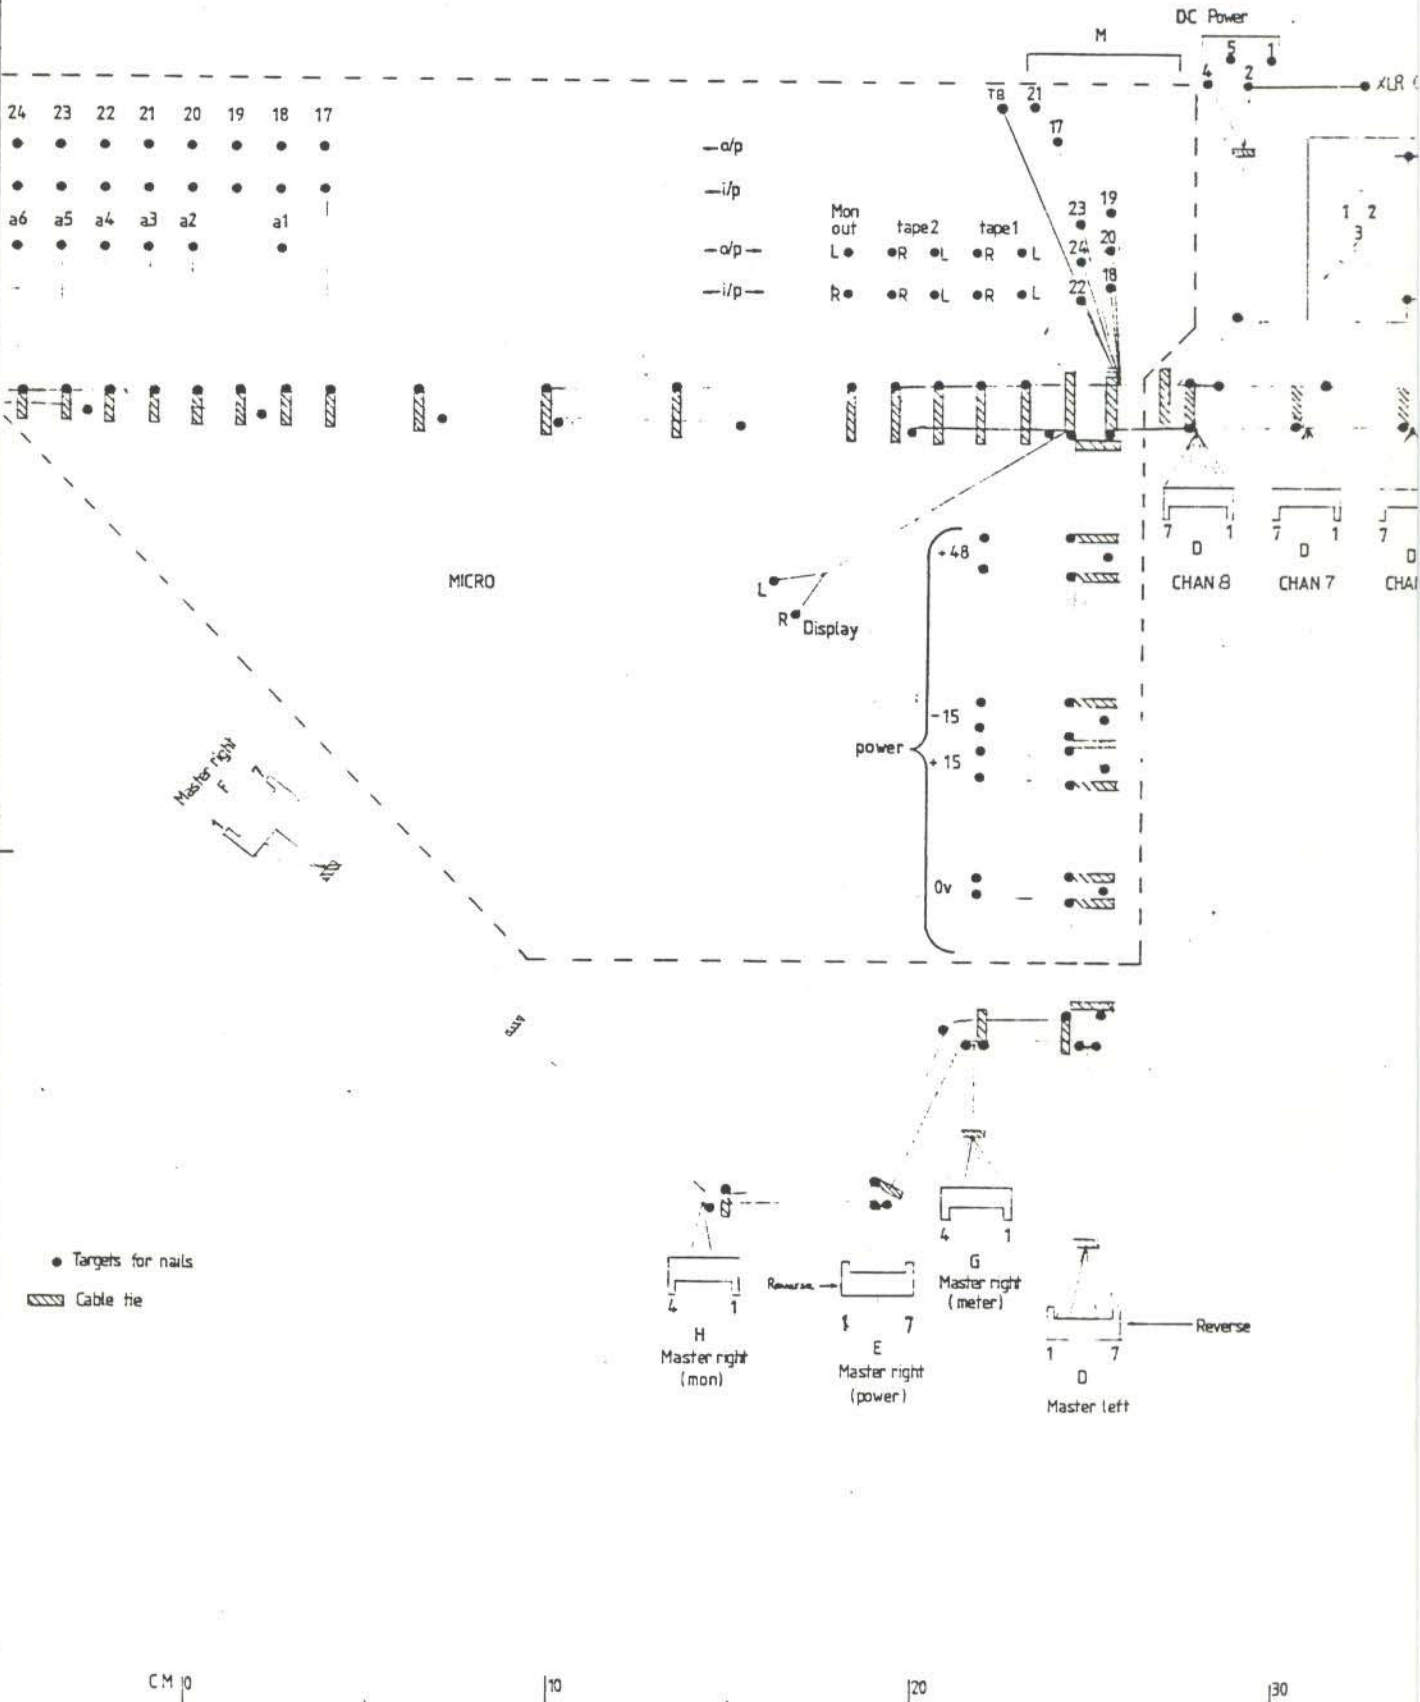 DC Power
M
5 1
4 2
XLR
TB 21
17
24 23 22 21 20 19 18 17
o/p
i/p
a6 a5 a4 a3 a2 a1
19
23
20
24
18
22
1 2
3
Mon
out tape2 tape1
o/p L R L R L
i/p R R L R L
7 1
D
CHAN 8
7 1
D
CHAN 7
7
D
MICRO
L
R Display
+48
-15
power
+15
0v
Master right
F
7
1
4 1
G
Master right
(meter)
4 1
H
Master right
(mon)
Reverse
1 7
E
Master right
(power)
Reverse
1 7
D
Master left
Targets for nails
Cable tie
CM 0 10 20 30